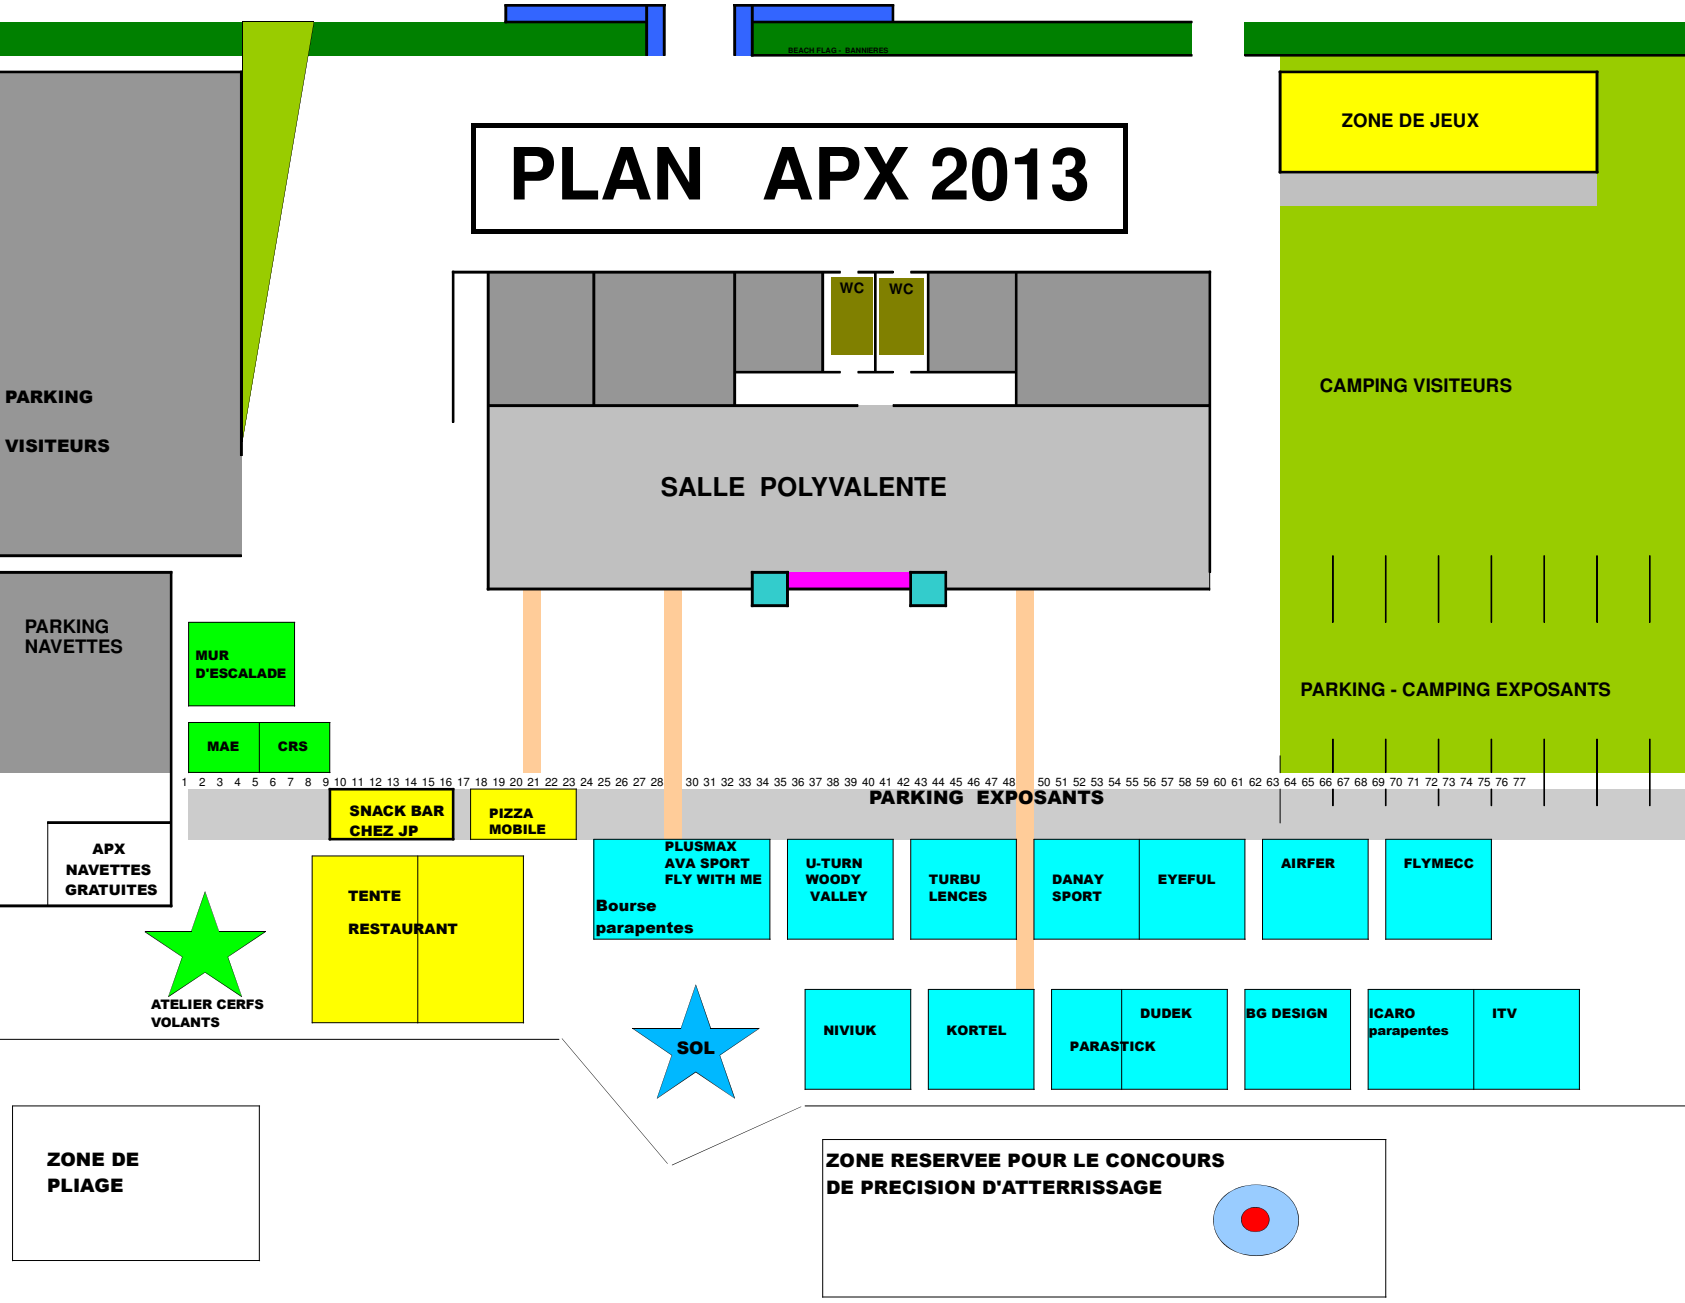 BEACH FLAG - BANNIERES
PLAN APX 2013
ZONE DE JEUX
WC
WC
PARKING
VISITEURS
CAMPING VISITEURS
SALLE POLYVALENTE
PARKING
NAVETTES
MUR
D'ESCALADE
PARKING - CAMPING EXPOSANTS
MAE
CRS
1 2 3 4 5 6 7 8 9 10 11 12 13 14 15 16 17 18 19 20 21 22 23 24 25 26 27 28 30 31 32 33 34 35 36 37 38 39 40 41 42 43 44 45 46 47 48 50 51 52 53 54 55 56 57 58 59 60 61 62 63 64 65 66 67 68 69 70 71 72 73 74 75 76 77
PARKING EXPOSANTS
SNACK BAR
CHEZ JP
PIZZA
MOBILE
APX
NAVETTES
GRATUITES
TENTE
RESTAURANT
PLUSMAX
AVA SPORT
FLY WITH ME
Bourse
parapentes
U-TURN
WOODY
VALLEY
TURBU
LENCES
DANAY
SPORT
EYEFUL
AIRFER
FLYMECC
ATELIER CERFS
VOLANTS
SOL
NIVIUK
KORTEL
PARASTICK
DUDEK
BG DESIGN
ICARO
parapentes
ITV
ZONE DE
PLIAGE
ZONE RESERVEE POUR LE CONCOURS
DE PRECISION D'ATTERRISSAGE